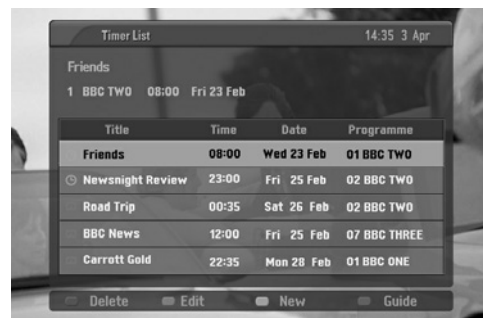 Timer List 14:35 3 Apr
Friends
1 BBC TWO 08:00 Fri 23 Feb
Title Time Date Programme
Friends 08:00 Wed 23 Feb 01 BBC TWO
Newsnight Review 23:00 Fri 25 Feb 02 BBC TWO
Road Trip 00:35 Sat 26 Feb 02 BBC TWO
BBC News 12:00 Fri 25 Feb 07 BBC THREE
Carrott Gold 22:35 Mon 28 Feb 01 BBC ONE
Delete Edit New Guide